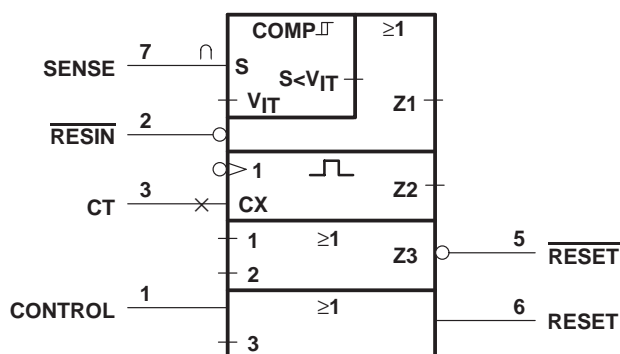 COMP ≥1
SENSE 7 ∩ S
S<VIT
VIT
Z1
RESIN 2
1
Z2
CT 3 CX
1 ≥1
Z3 5 RESET
2
CONTROL 1 ≥1
6 RESET
3